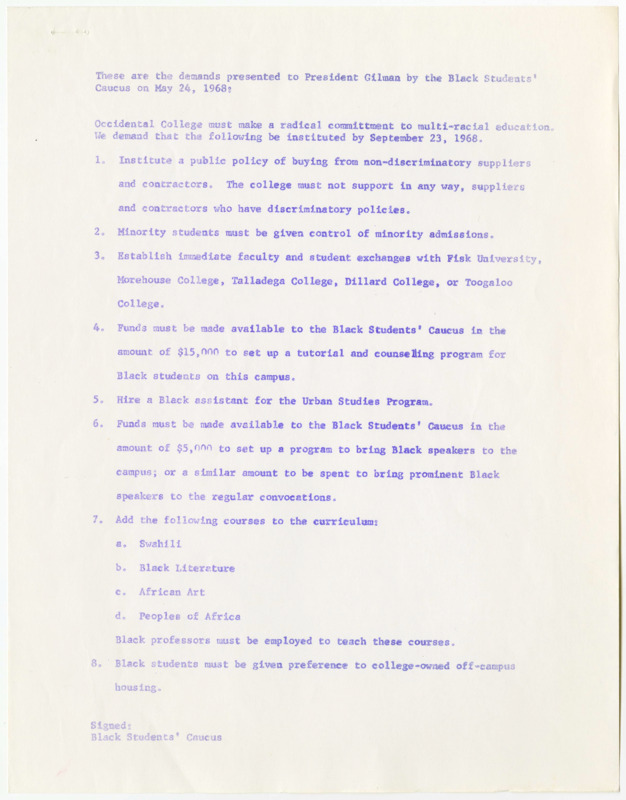 These are the demands presented to President Gilman by the Black Students'
Caucus on May 24, 1968:
Occidental College must make a radical committment to multi-racial education.
We demand that the following be instituted by September 23, 1968.
1. Institute a public policy of buying from non-discriminatory suppliers
and contractors. The college must not support in any way, suppliers
and contractors who have discriminatory policies.
2. Minority students must be given control of minority admissions.
3. Establish immediate faculty and student exchanges with Fisk University,
Morehouse College, Talladega College, Dillard College, or Toogaloo
College.
4. Funds must be made available to the Black Students' Caucus in the
amount of $15,000 to set up a tutorial and counseling program for
Black students on this campus.
5. Hire a Black assistant for the Urban Studies Program.
6. Funds must be made available to the Black Students' Caucus in the
amount of $5,000 to set up a program to bring Black speakers to the
campus; or a similar amount to be spent to bring prominent Black
speakers to the regular convocations.
7. Add the following courses to the curriculum:
a. Swahili
b. Black Literature
c. African Art
d. Peoples of Africa
Black professors must be employed to teach these courses.
8. Black students must be given preference to college-owned off-campus
housing.
Signed:
Black Students' Caucus